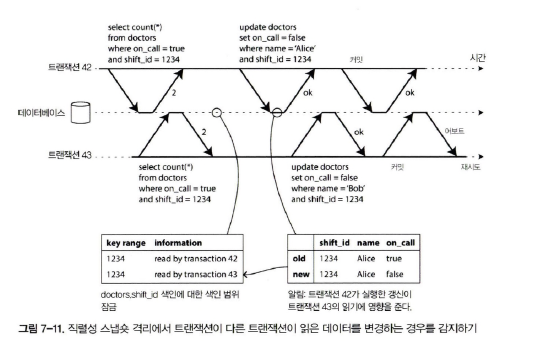 select count(*)
from doctors
where on_call = true
and shift_id = 1234
update doctors
set on_call = false
where name = 'Alice'
and shift_id = 1234
커밋
시간
트랜잭션 42
2
ok
데이터베이스
2
ok
어보트
트랜잭션 43
재시도
select count(*)
from doctors
where on_call = true
and shift_id = 1234
update doctors
set on_call = false
where name = 'Bob'
and shift_id = 1234
커밋
key range information
1234 read by transaction 42
1234 read by transaction 43
doctors.shift_id 색인에 대한 색인 범위
잠금
shift_id name on_call
old 1234 Alice true
new 1234 Alice false
알림: 트랜잭션 42가 실행한 갱신이
트랜잭션 43의 읽기에 영향을 준다.
그림 7-11. 직렬성 스냅숏 격리에서 트랜잭션이 다른 트랜잭션이 읽은 데이터를 변경하는 경우를 감지하기